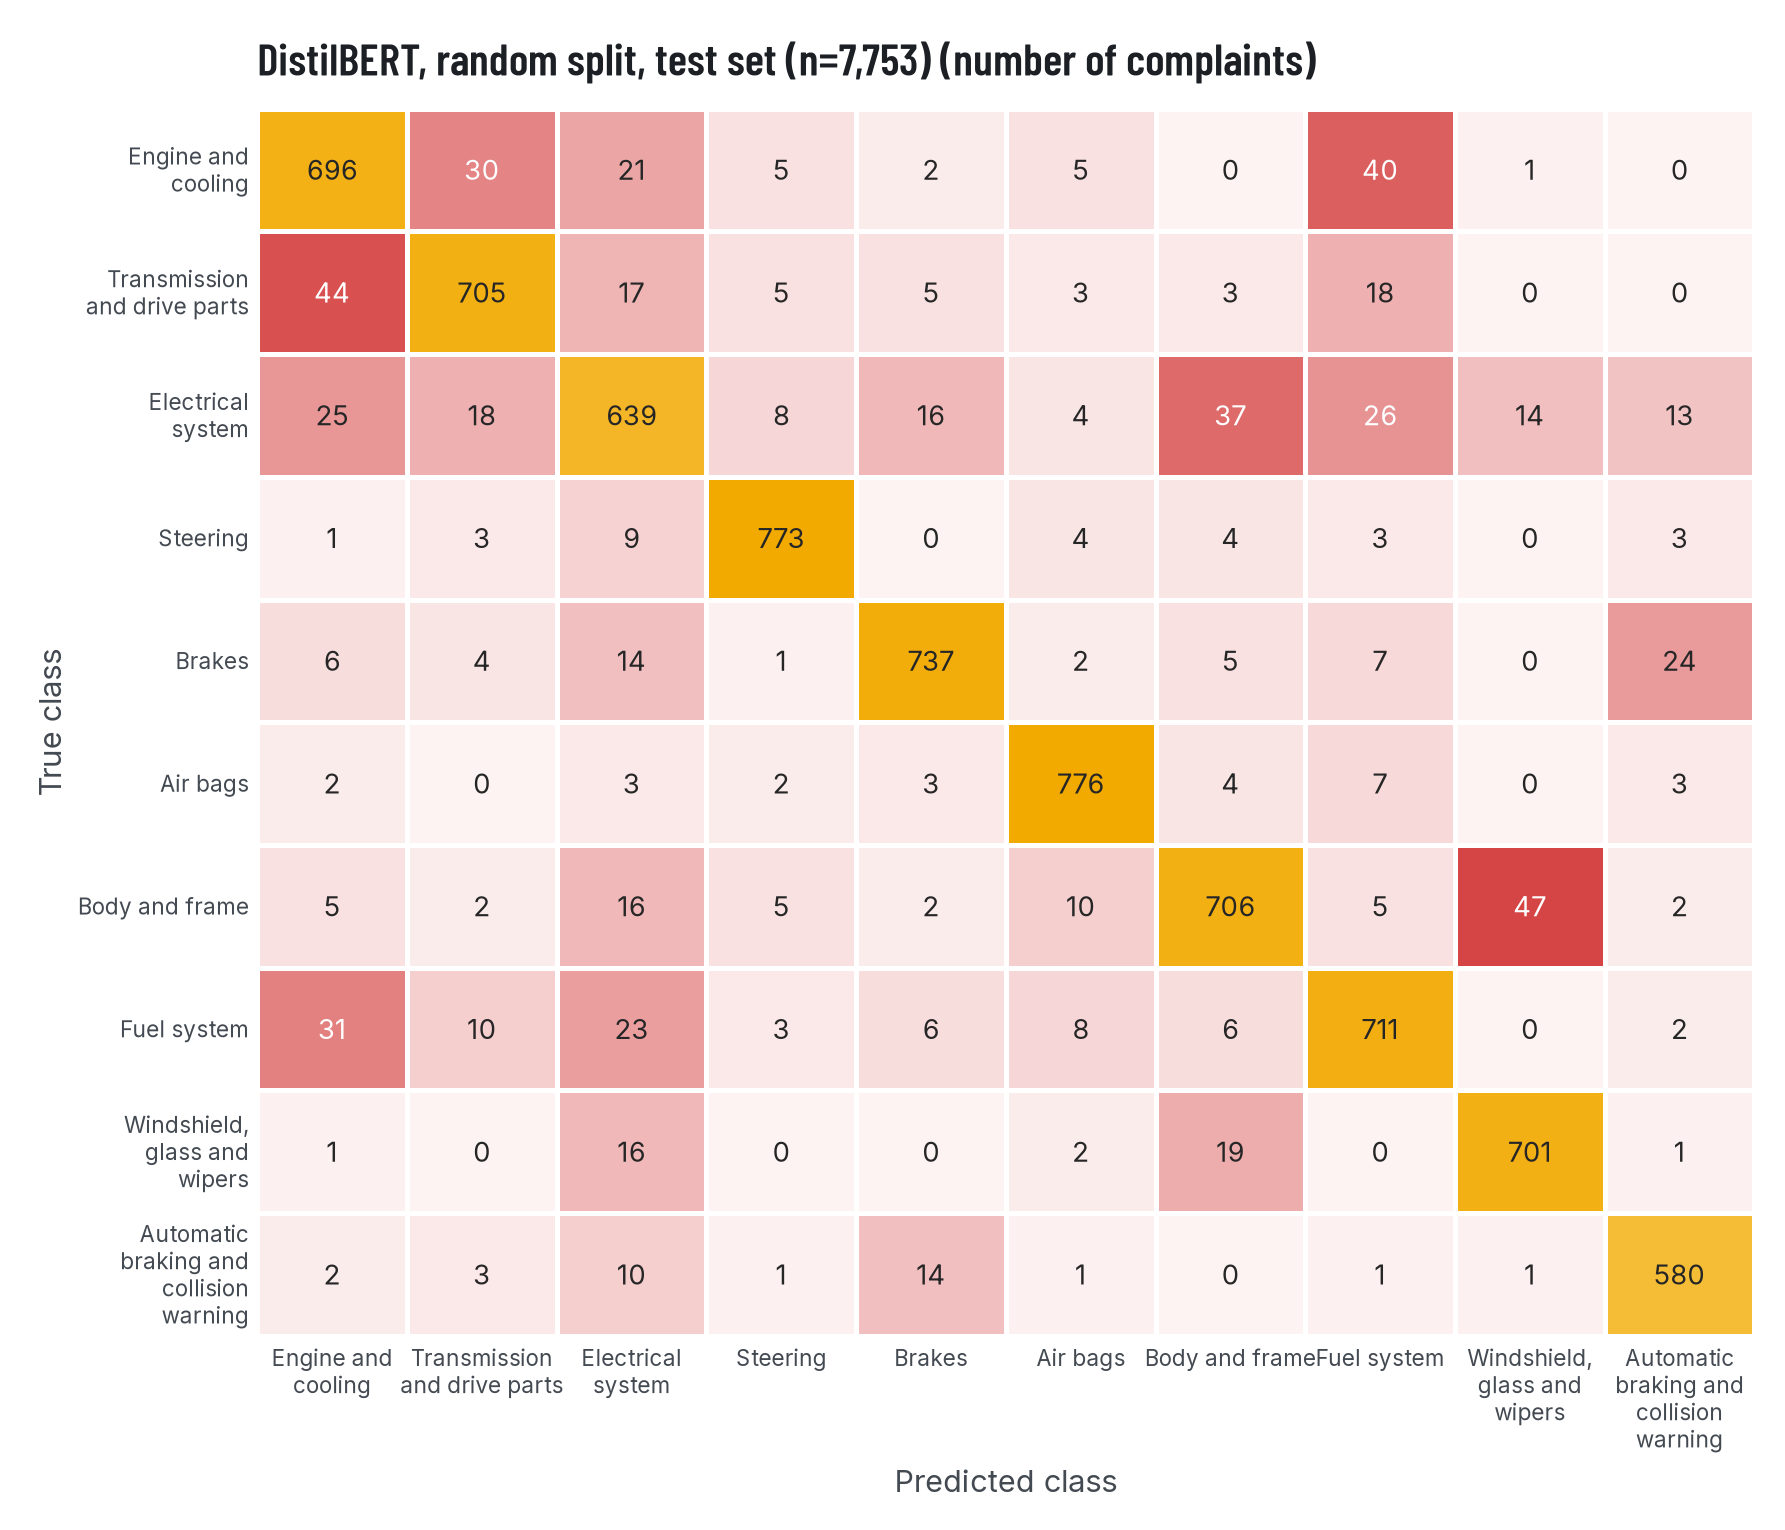 DistilBERT, random split, test set (n=7,753) (number of complaints)
True class
Engine and
cooling
696 30 21 5 2 5 0 40 1 0
Transmission
and drive parts
44 705 17 5 5 3 3 18 0 0
Electrical
system
25 18 639 8 16 4 37 26 14 13
Steering
1 3 9 773 0 4 4 3 0 3
Brakes
6 4 14 1 737 2 5 7 0 24
Air bags
2 0 3 2 3 776 4 7 0 3
Body and frame
5 2 16 5 2 10 706 5 47 2
Fuel system
31 10 23 3 6 8 6 711 0 2
Windshield,
glass and
wipers
1 0 16 0 0 2 19 0 701 1
Automatic
braking and
collision
warning
2 3 10 1 14 1 0 1 1 580
Engine and
cooling
Transmission
and drive parts
Electrical
system
Steering
Brakes
Air bags
Body and frame
Fuel system
Windshield,
glass and
wipers
Automatic
braking and
collision
warning
Predicted class